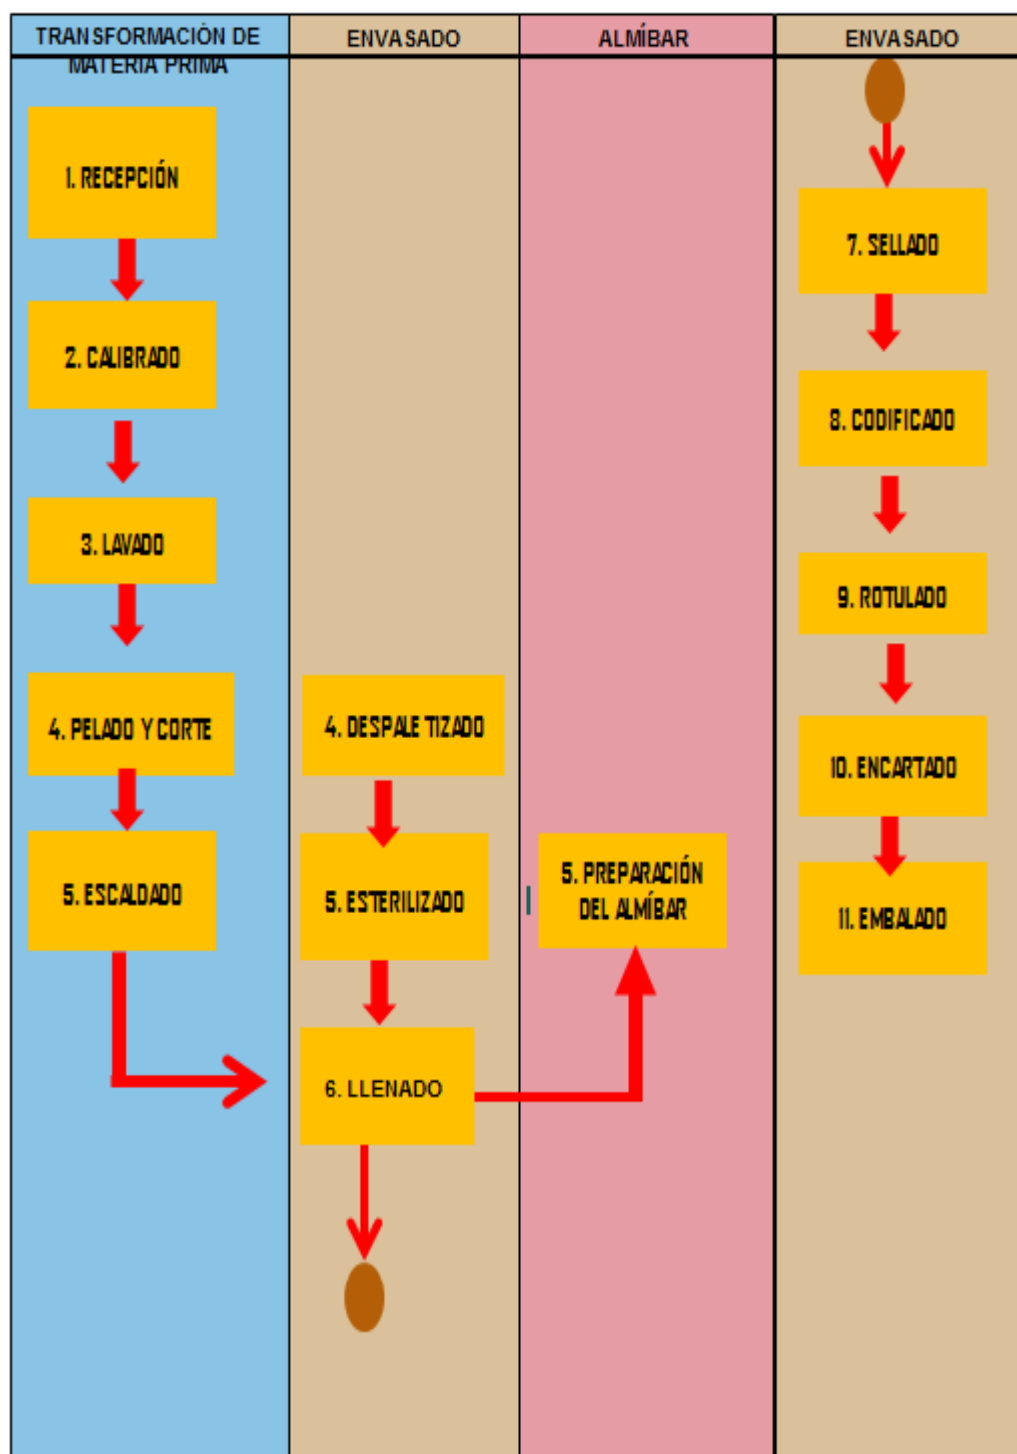 TRANSFORMACIÓN DE
MATERIA PRIMA
ENVASADO
ALMÍBAR
ENVASADO
1. RECEPCIÓN
2. CALIBRADO
3. LAVADO
4. PELADO Y CORTE
5. ESCALDADO
4. DESPALE TIZADO
5. ESTERILIZADO
6. LLENADO
5. PREPARACIÓN
DEL ALMÍBAR
7. SELLADO
8. CODIFICADO
9. ROTULADO
10. ENCARTADO
11. EMBALADO